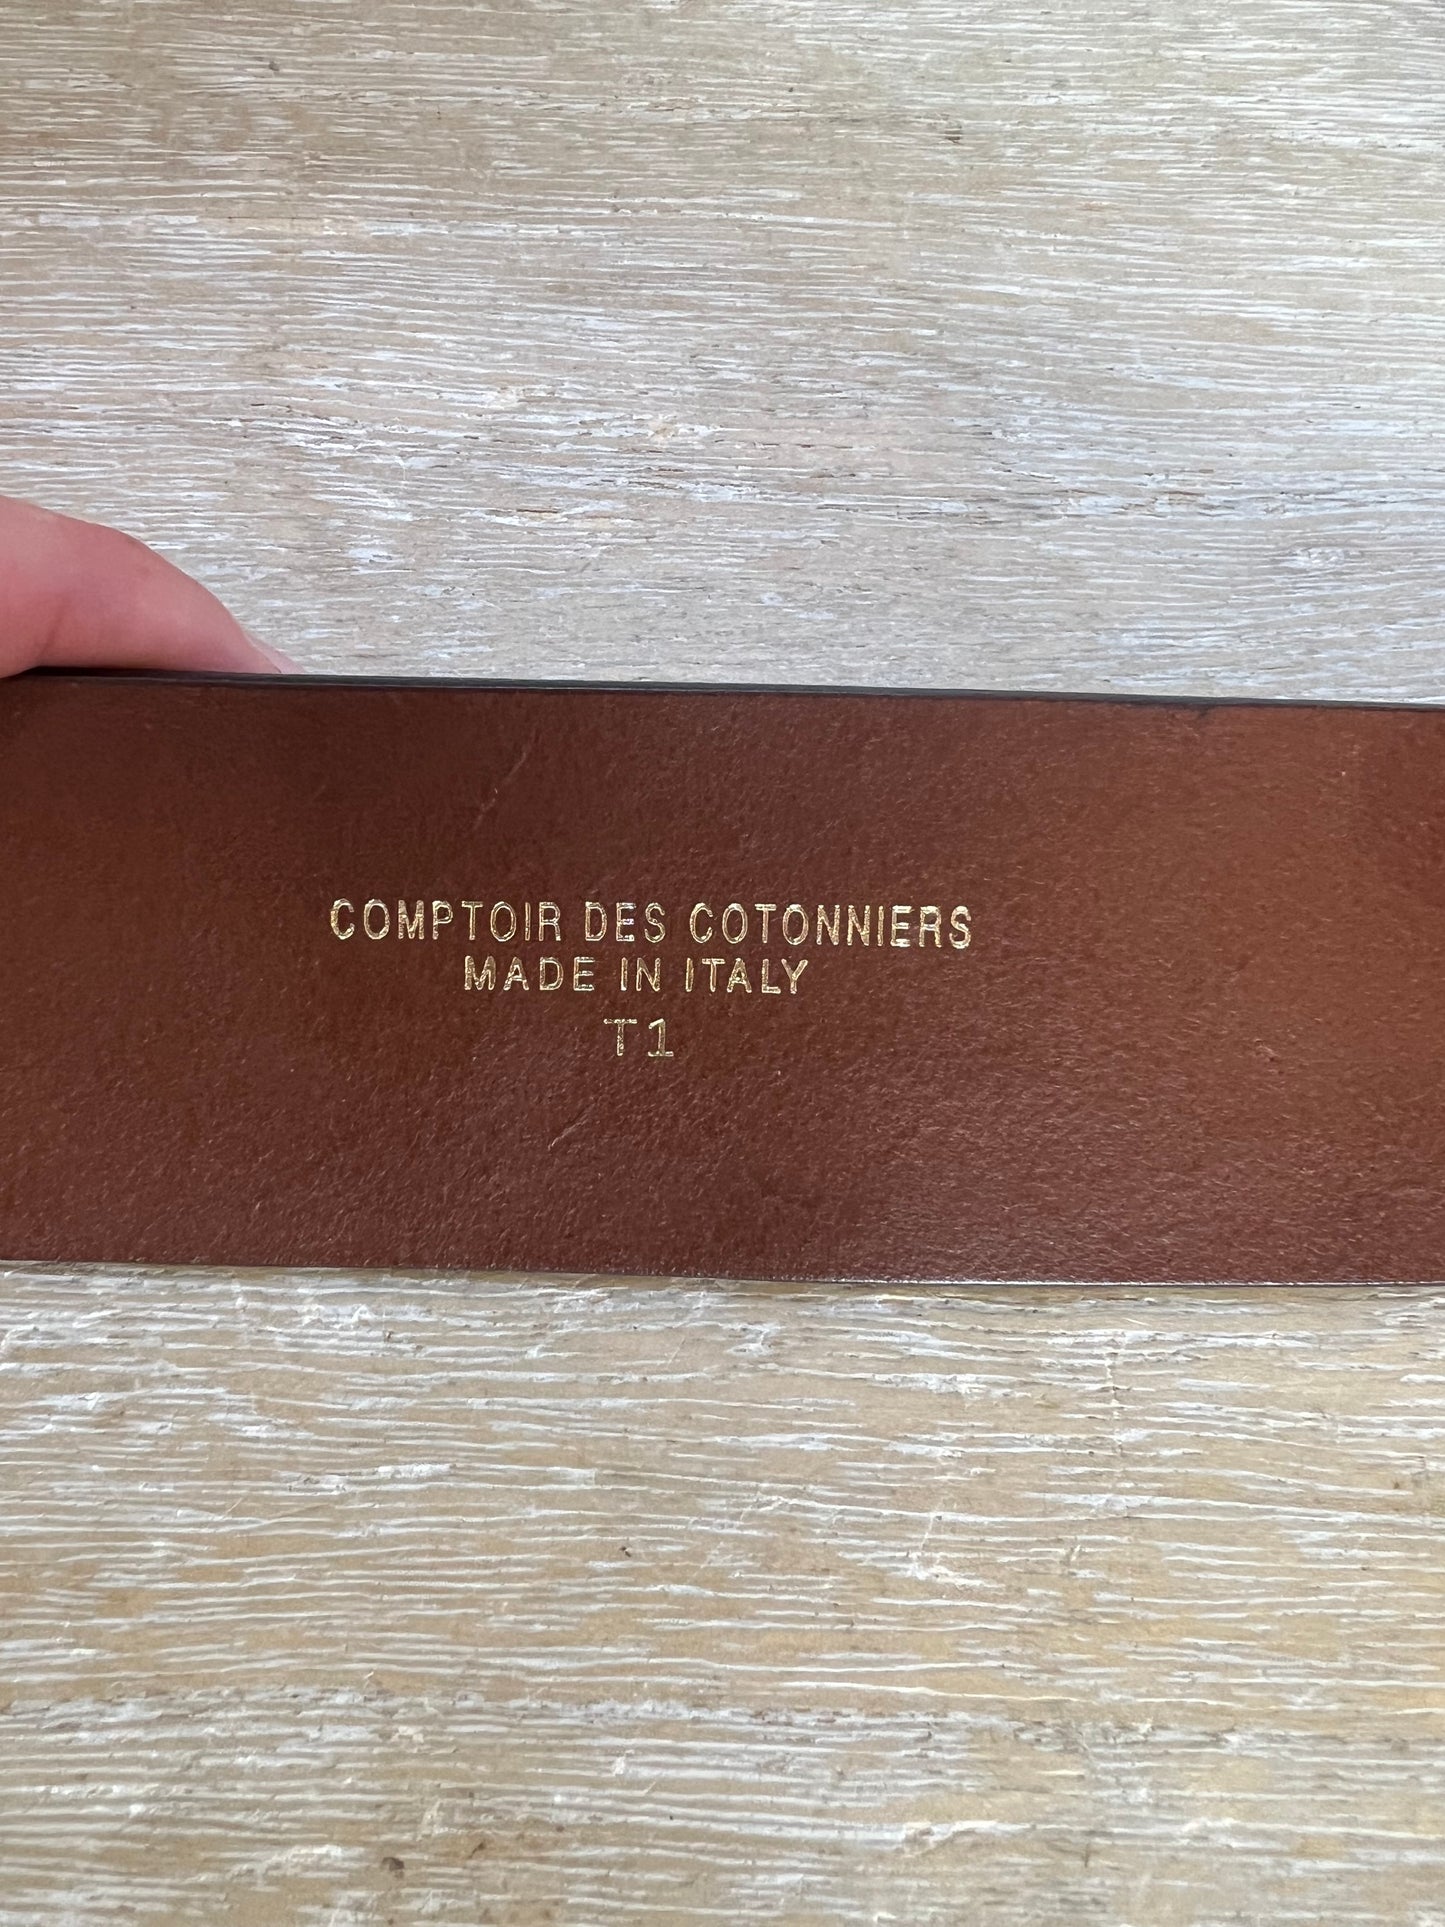 COMPTOIR DES COTONNIERS
MADE IN ITALY
T1